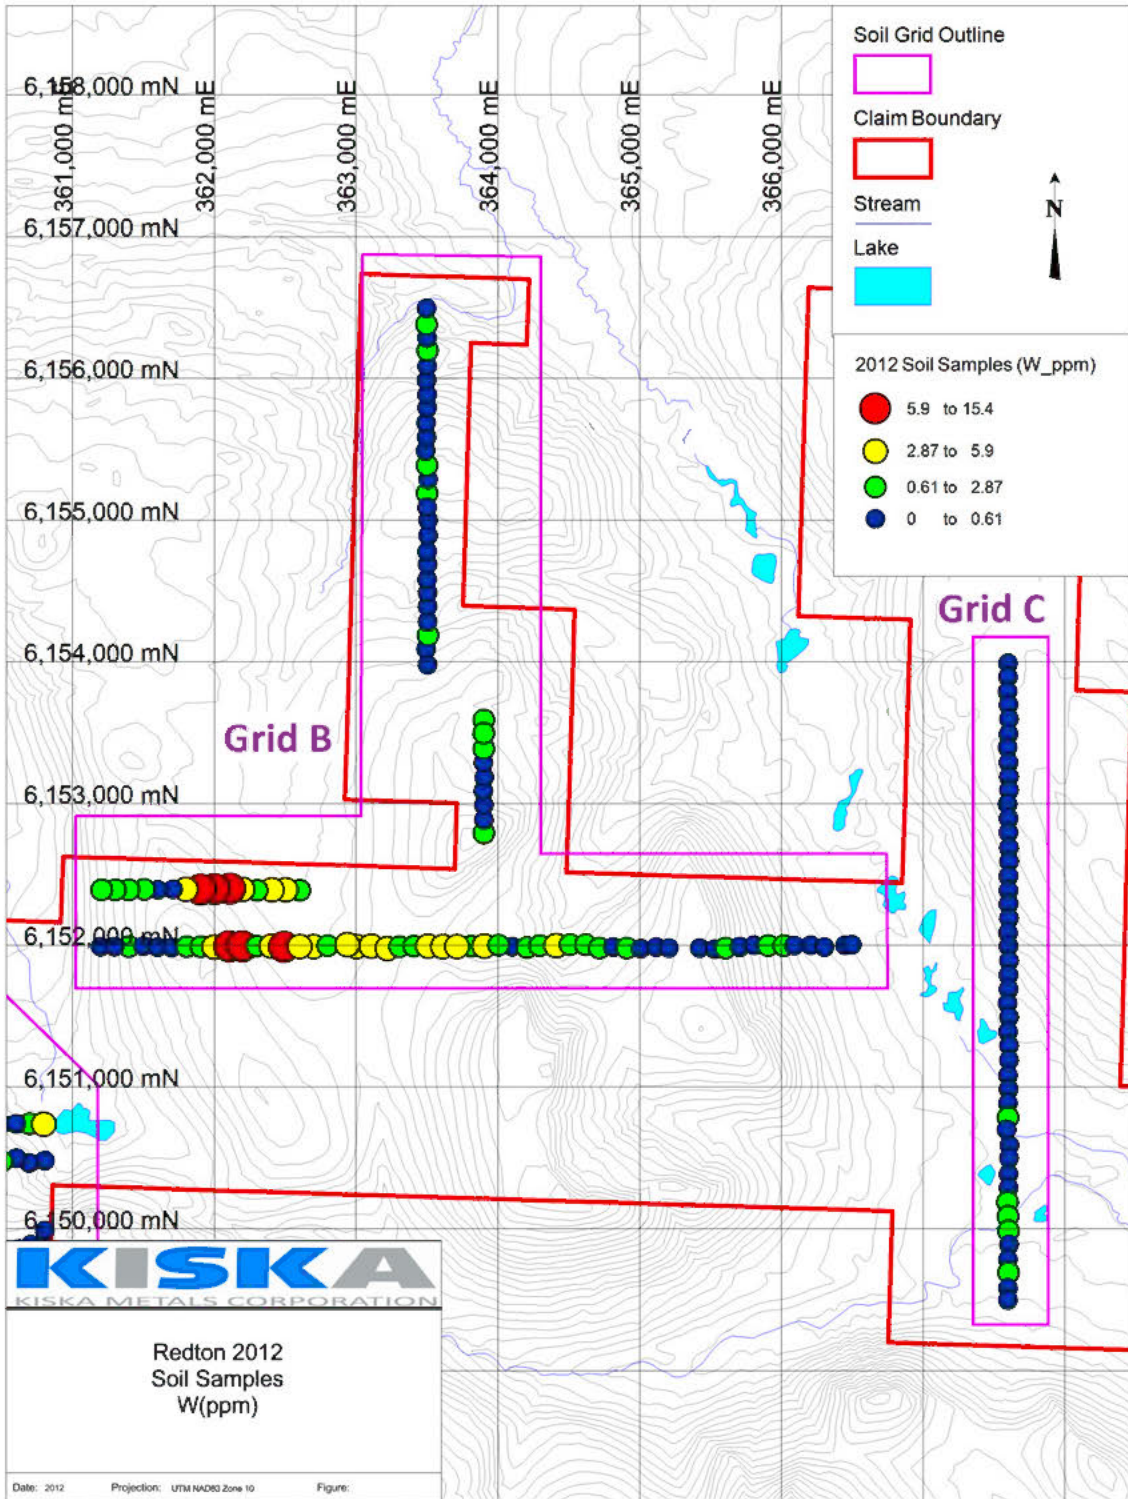 Soil Grid Outline
Claim Boundary
Stream
Lake
N
2012 Soil Samples (W_ppm)
5.9 to 15.4
2.87 to 5.9
0.61 to 2.87
0 to 0.61
6,158,000 mN
361,000 mE
362,000 mE
363,000 mE
364,000 mE
365,000 mE
366,000 mE
6,157,000 mN
6,156,000 mN
6,155,000 mN
Grid C
6,154,000 mN
Grid B
6,153,000 mN
6,152,000 mN
6,151,000 mN
6,150,000 mN
KISKA
KISKA METALS CORPORATION
Redton 2012
Soil Samples
W(ppm)
Date: 2012 Projection: UTM NAD83 Zone 10 Figure: